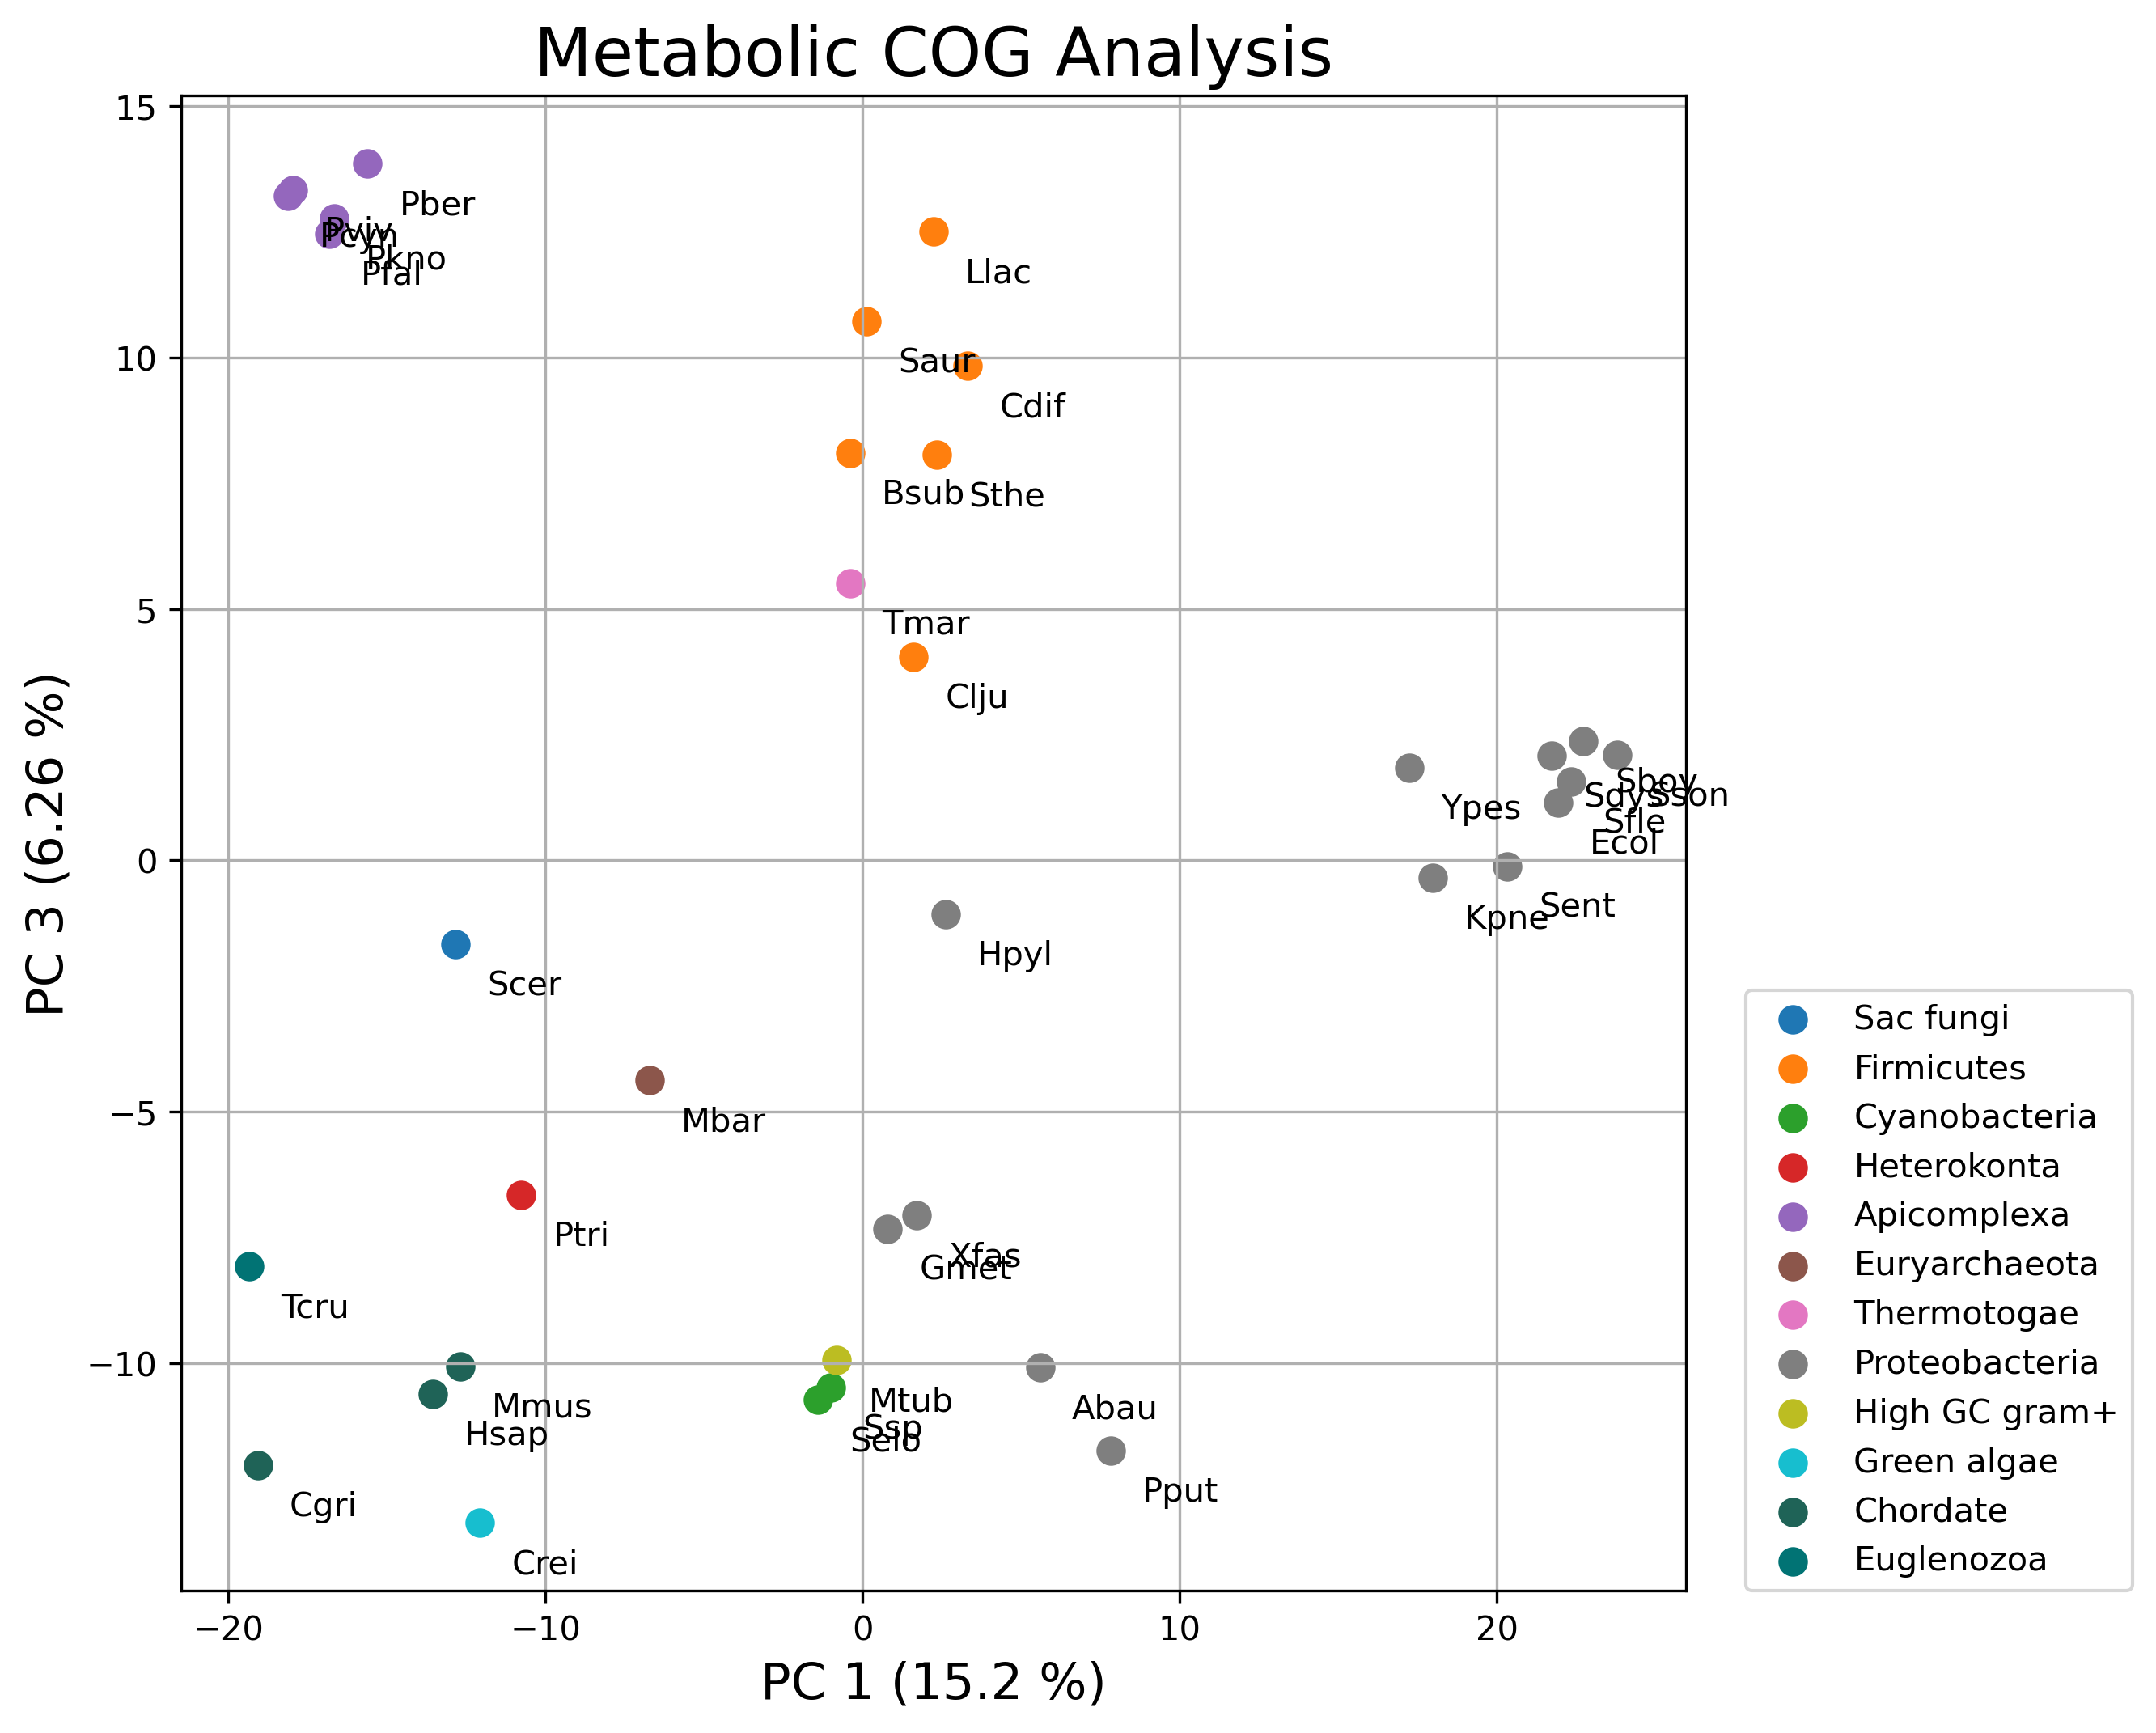 Metabolic COG Analysis
15
10
5
0
−5
−10
PC 3 (6.26 %)
Pber
Pviv
Pcyn
Pkno
Pfal
Llac
Saur
Cdif
Bsub
Sthe
Tmar
Clju
Sboy
Sdys
Sson
Ypes
Sfle
Ecol
Sent
Kpne
Hpyl
Scer
Mbar
Ptri
Xfas
Gmet
Tcru
Mmus
Mtub
Abau
Hsap
Ssp
Selo
Pput
Cgri
Crei
Sac fungi
Firmicutes
Cyanobacteria
Heterokonta
Apicomplexa
Euryarchaeota
Thermotogae
Proteobacteria
High GC gram+
Green algae
Chordate
Euglenozoa
−20
−10
0
10
20
PC 1 (15.2 %)